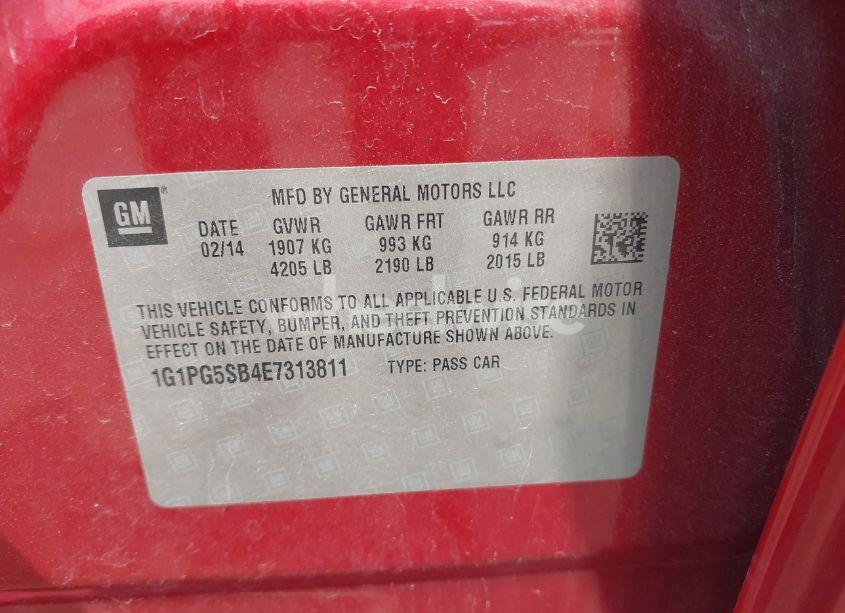 GM ® MFD BY GENERAL MOTORS LLC
DATE GVWR GAWR FRT GAWR RR
02/14 1907 KG 993 KG 914 KG
4205 LB 2190 LB 2015 LB
THIS VEHICLE CONFORMS TO ALL APPLICABLE U.S. FEDERAL MOTOR
VEHICLE SAFETY, BUMPER, AND THEFT PREVENTION STANDARDS IN
EFFECT ON THE DATE OF MANUFACTURE SHOWN ABOVE.
1G1PG5SB4E7313811 TYPE: PASS CAR